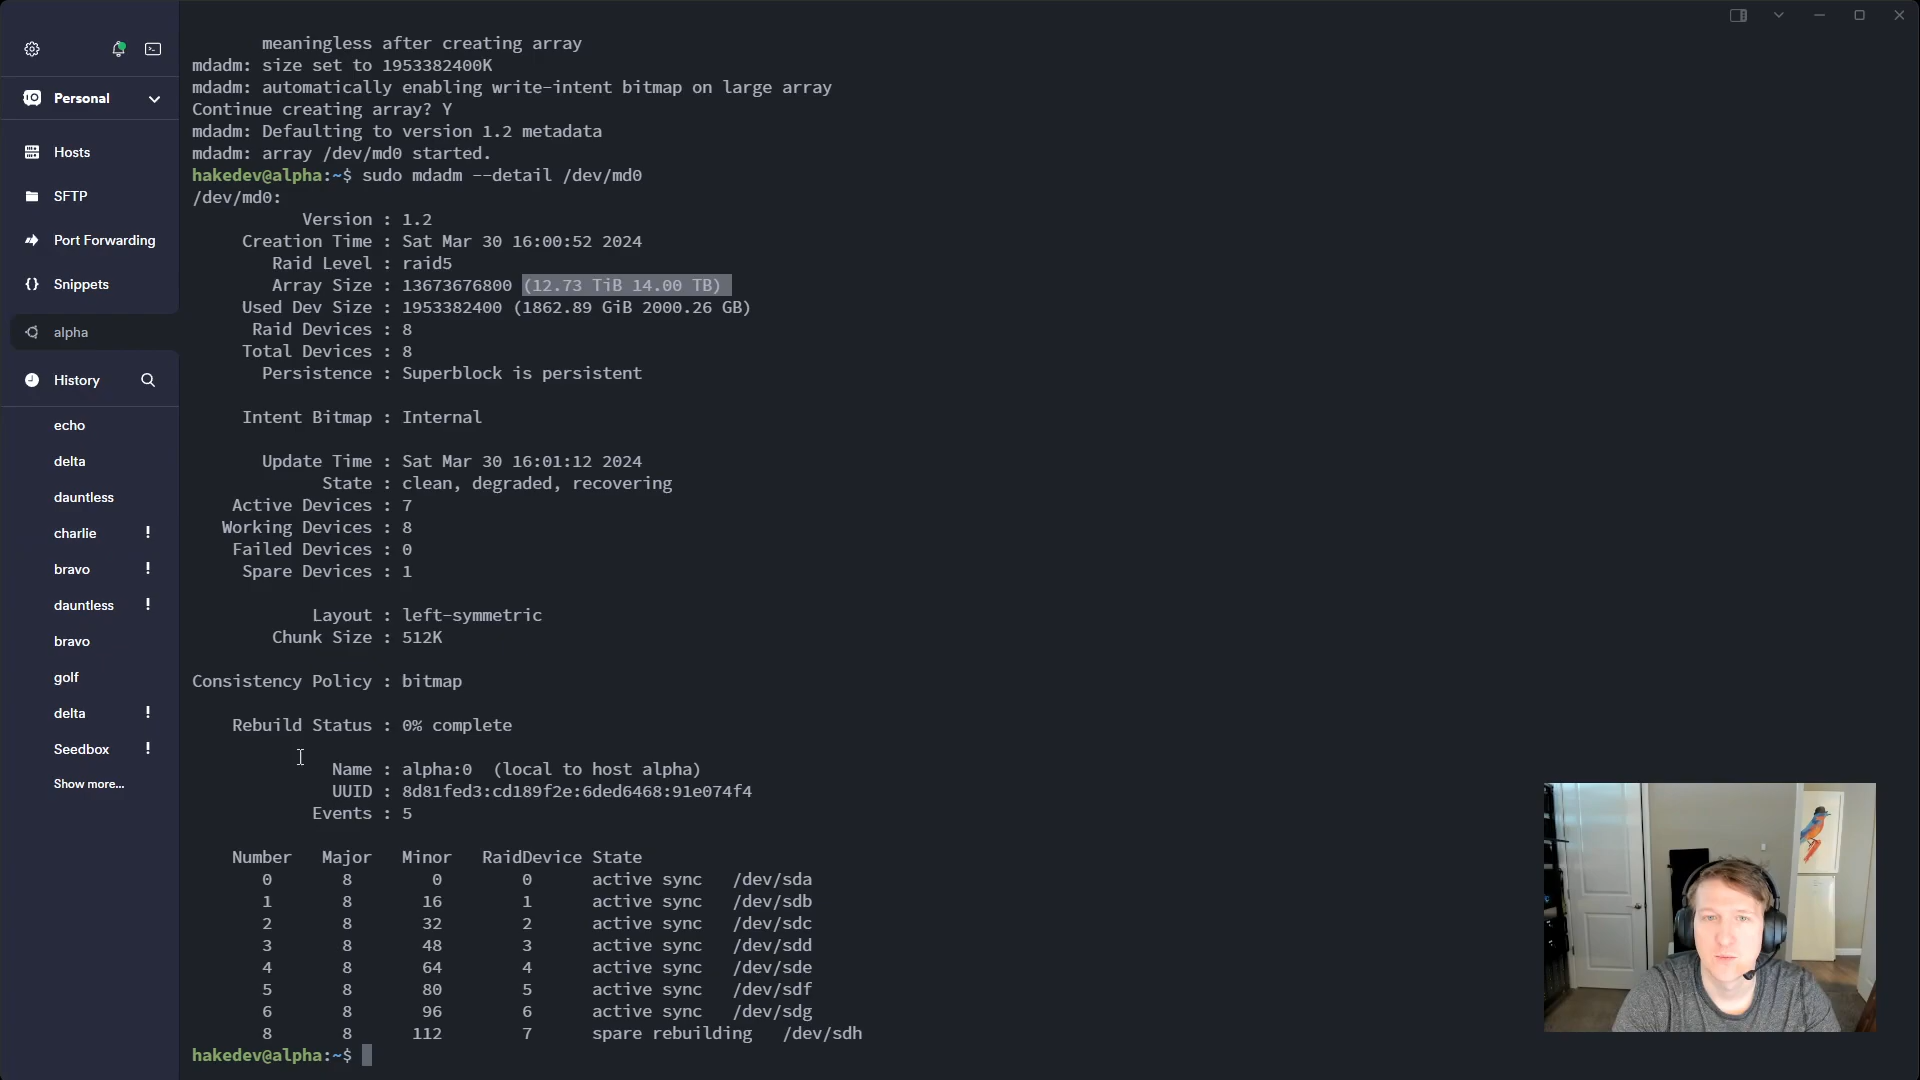 Personal
Hosts
SFTP
Port Forwarding
Snippets
alpha
History
echo
delta
dauntless
charlie !
bravo !
dauntless !
bravo
golf
delta !
Seedbox !
Show more...
meaningless after creating array
mdadm: size set to 1953382400K
mdadm: automatically enabling write-intent bitmap on large array
Continue creating array? Y
mdadm: Defaulting to version 1.2 metadata
mdadm: array /dev/md0 started.
hakedev@alpha:~$ sudo mdadm --detail /dev/md0
/dev/md0:
Version : 1.2
Creation Time : Sat Mar 30 16:00:52 2024
Raid Level : raid5
Array Size : 13673676800 (12.73 TiB 14.00 TB)
Used Dev Size : 1953382400 (1862.89 GiB 2000.26 GB)
Raid Devices : 8
Total Devices : 8
Persistence : Superblock is persistent
Intent Bitmap : Internal
Update Time : Sat Mar 30 16:01:12 2024
State : clean, degraded, recovering
Active Devices : 7
Working Devices : 8
Failed Devices : 0
Spare Devices : 1
Layout : left-symmetric
Chunk Size : 512K
Consistency Policy : bitmap
Rebuild Status : 0% complete
Name : alpha:0 (local to host alpha)
UUID : 8d81fed3:cd189f2e:6ded6468:91e074f4
Events : 5
Number Major Minor RaidDevice State
0 8 0 0 active sync /dev/sda
1 8 16 1 active sync /dev/sdb
2 8 32 2 active sync /dev/sdc
3 8 48 3 active sync /dev/sdd
4 8 64 4 active sync /dev/sde
5 8 80 5 active sync /dev/sdf
6 8 96 6 active sync /dev/sdg
8 8 112 7 spare rebuilding /dev/sdh
hakedev@alpha:~$